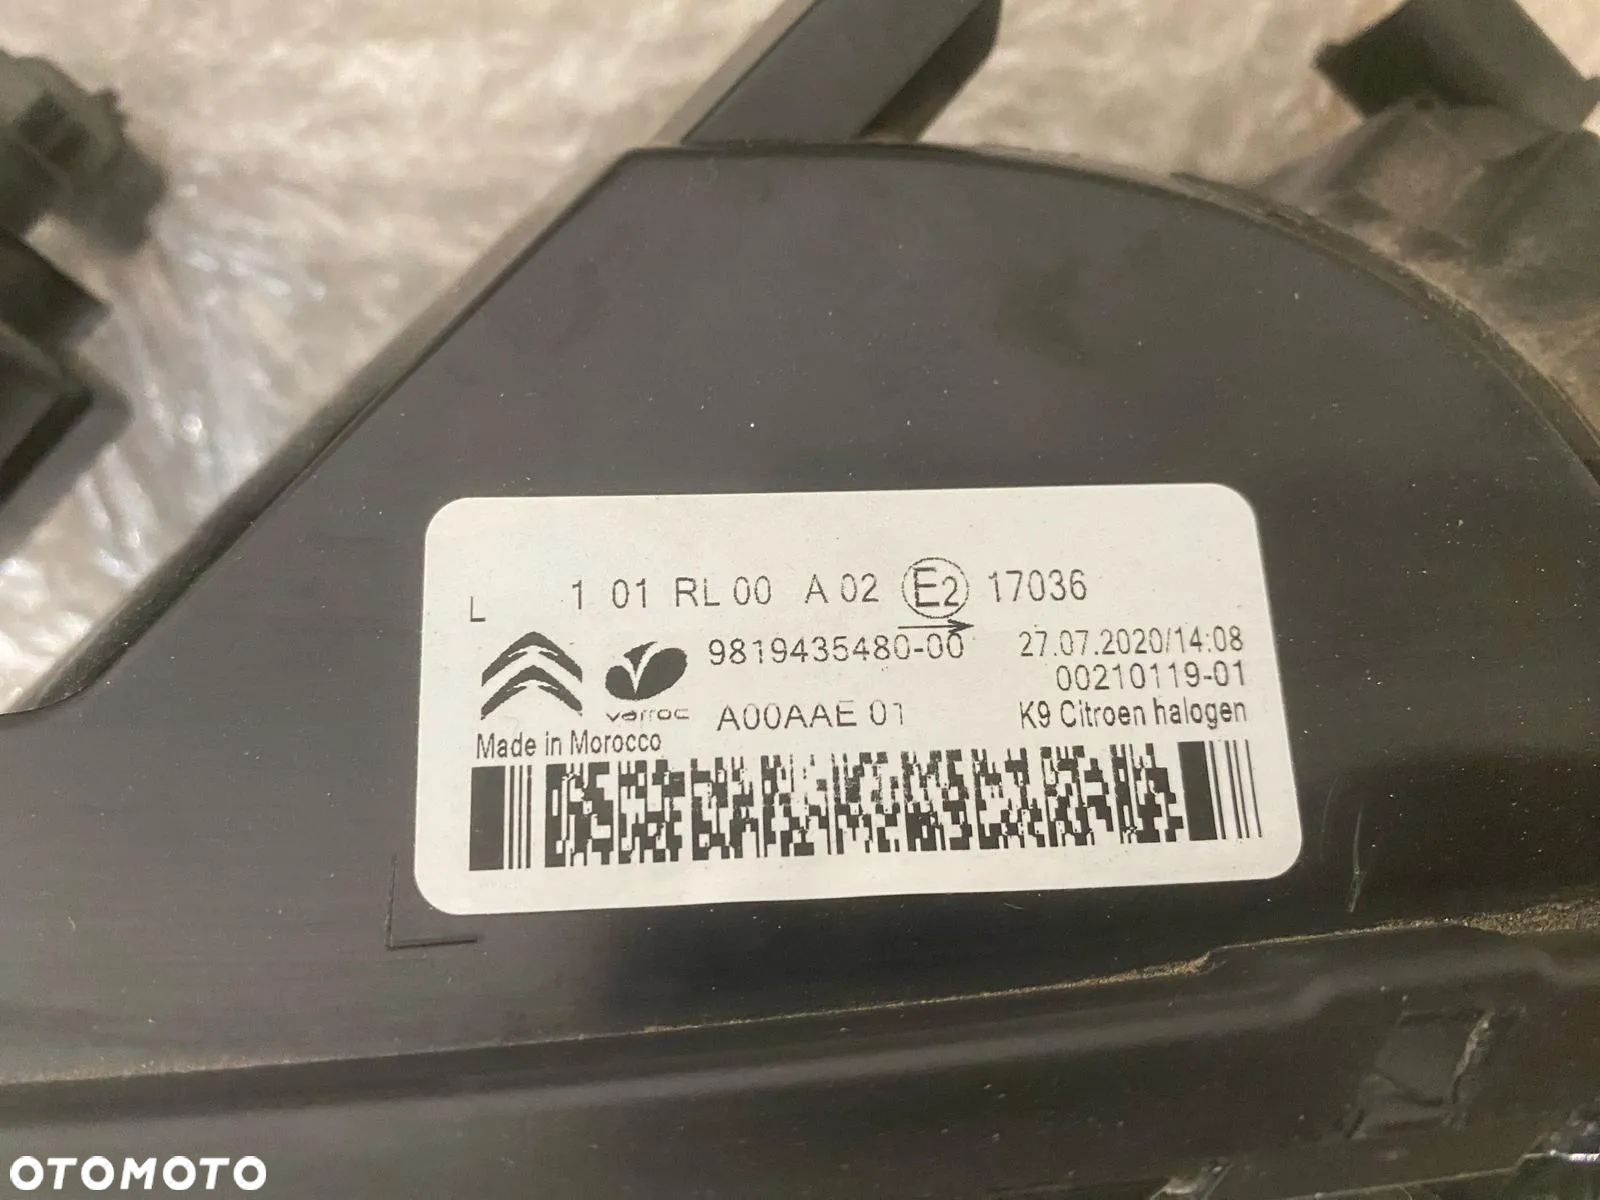 L 1 01 RL 00 A 02 E2 17036
9819435480-00 27.07.2020/14:08
00210119-01
varroc A00AAE 01 K9 Citroen halogen
Made in Morocco
OTOMOTO